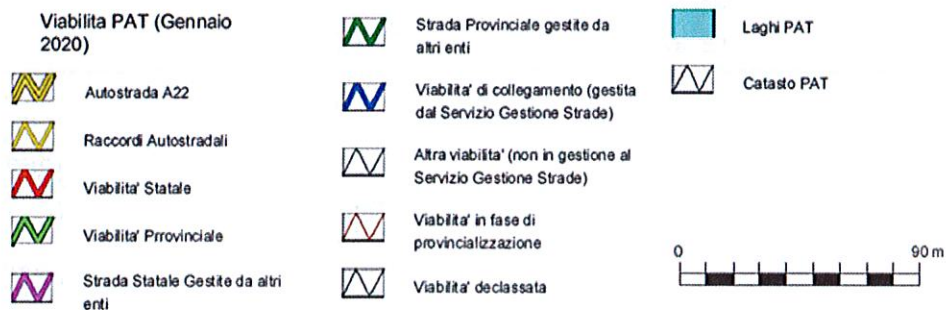 Viabilita PAT (Gennaio
2020)
Autostrada A22
Raccordi Autostradali
Viabilita' Statale
Viabilita' Prrovinciale
Strada Statale Gestite da altri
enti
Strada Provinciale gestite da
altri enti
Viabilita' di collegamento (gestita
dal Servizio Gestione Strade)
Altra viabilita' (non in gestione al
Servizio Gestione Strade)
Viabilita' in fase di
provincializzazione
Viabilita' declassata
Laghi PAT
Catasto PAT
0 90 m